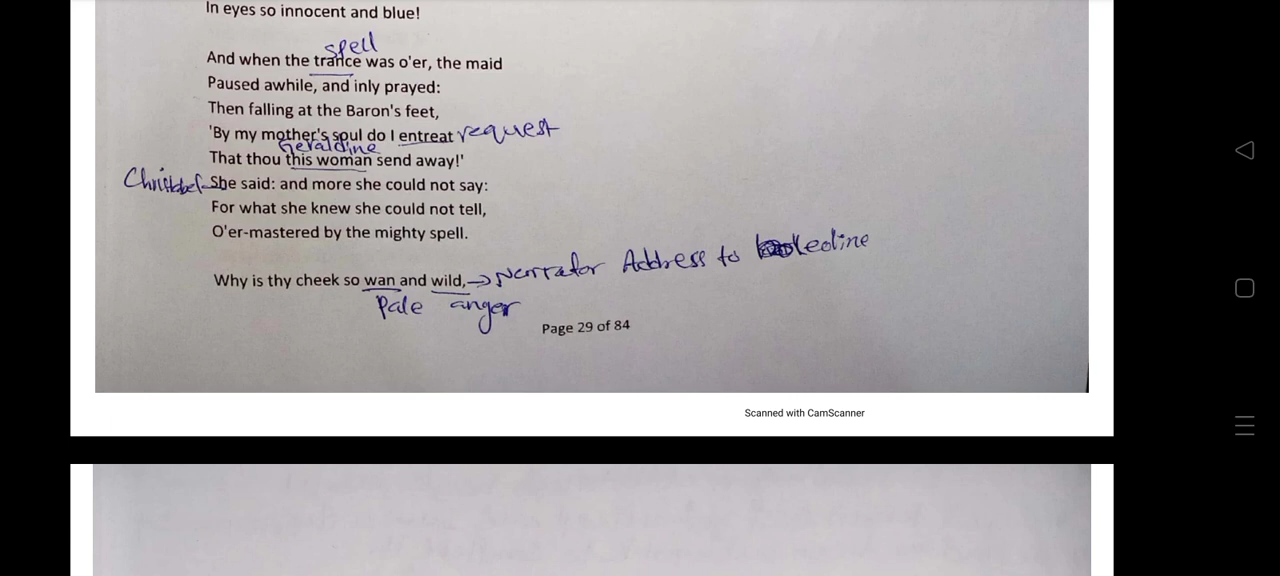 In eyes so innocent and blue!
spell
And when the trance was o'er, the maid
Paused awhile, and inly prayed:
Then falling at the Baron's feet,
'By my mother's soul do I entreat request
Geraldine
That thou this woman send away!'
Christabel She said: and more she could not say:
For what she knew she could not tell,
O'er-mastered by the mighty spell.
Why is thy cheek so wan and wild,→ Nerrator Address to Leoline
Pale anger
Page 29 of 84
Scanned with CamScanner